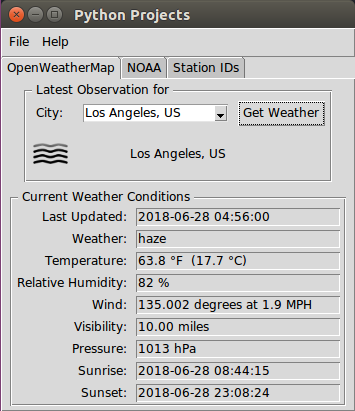 Python Projects
File Help
OpenWeatherMap NOAA Station IDs
Latest Observation for
City: Los Angeles, US Get Weather
Los Angeles, US
Current Weather Conditions
Last Updated: 2018-06-28 04:56:00
Weather: haze
Temperature: 63.8 °F (17.7 °C)
Relative Humidity: 82 %
Wind: 135.002 degrees at 1.9 MPH
Visibility: 10.00 miles
Pressure: 1013 hPa
Sunrise: 2018-06-28 08:44:15
Sunset: 2018-06-28 23:08:24